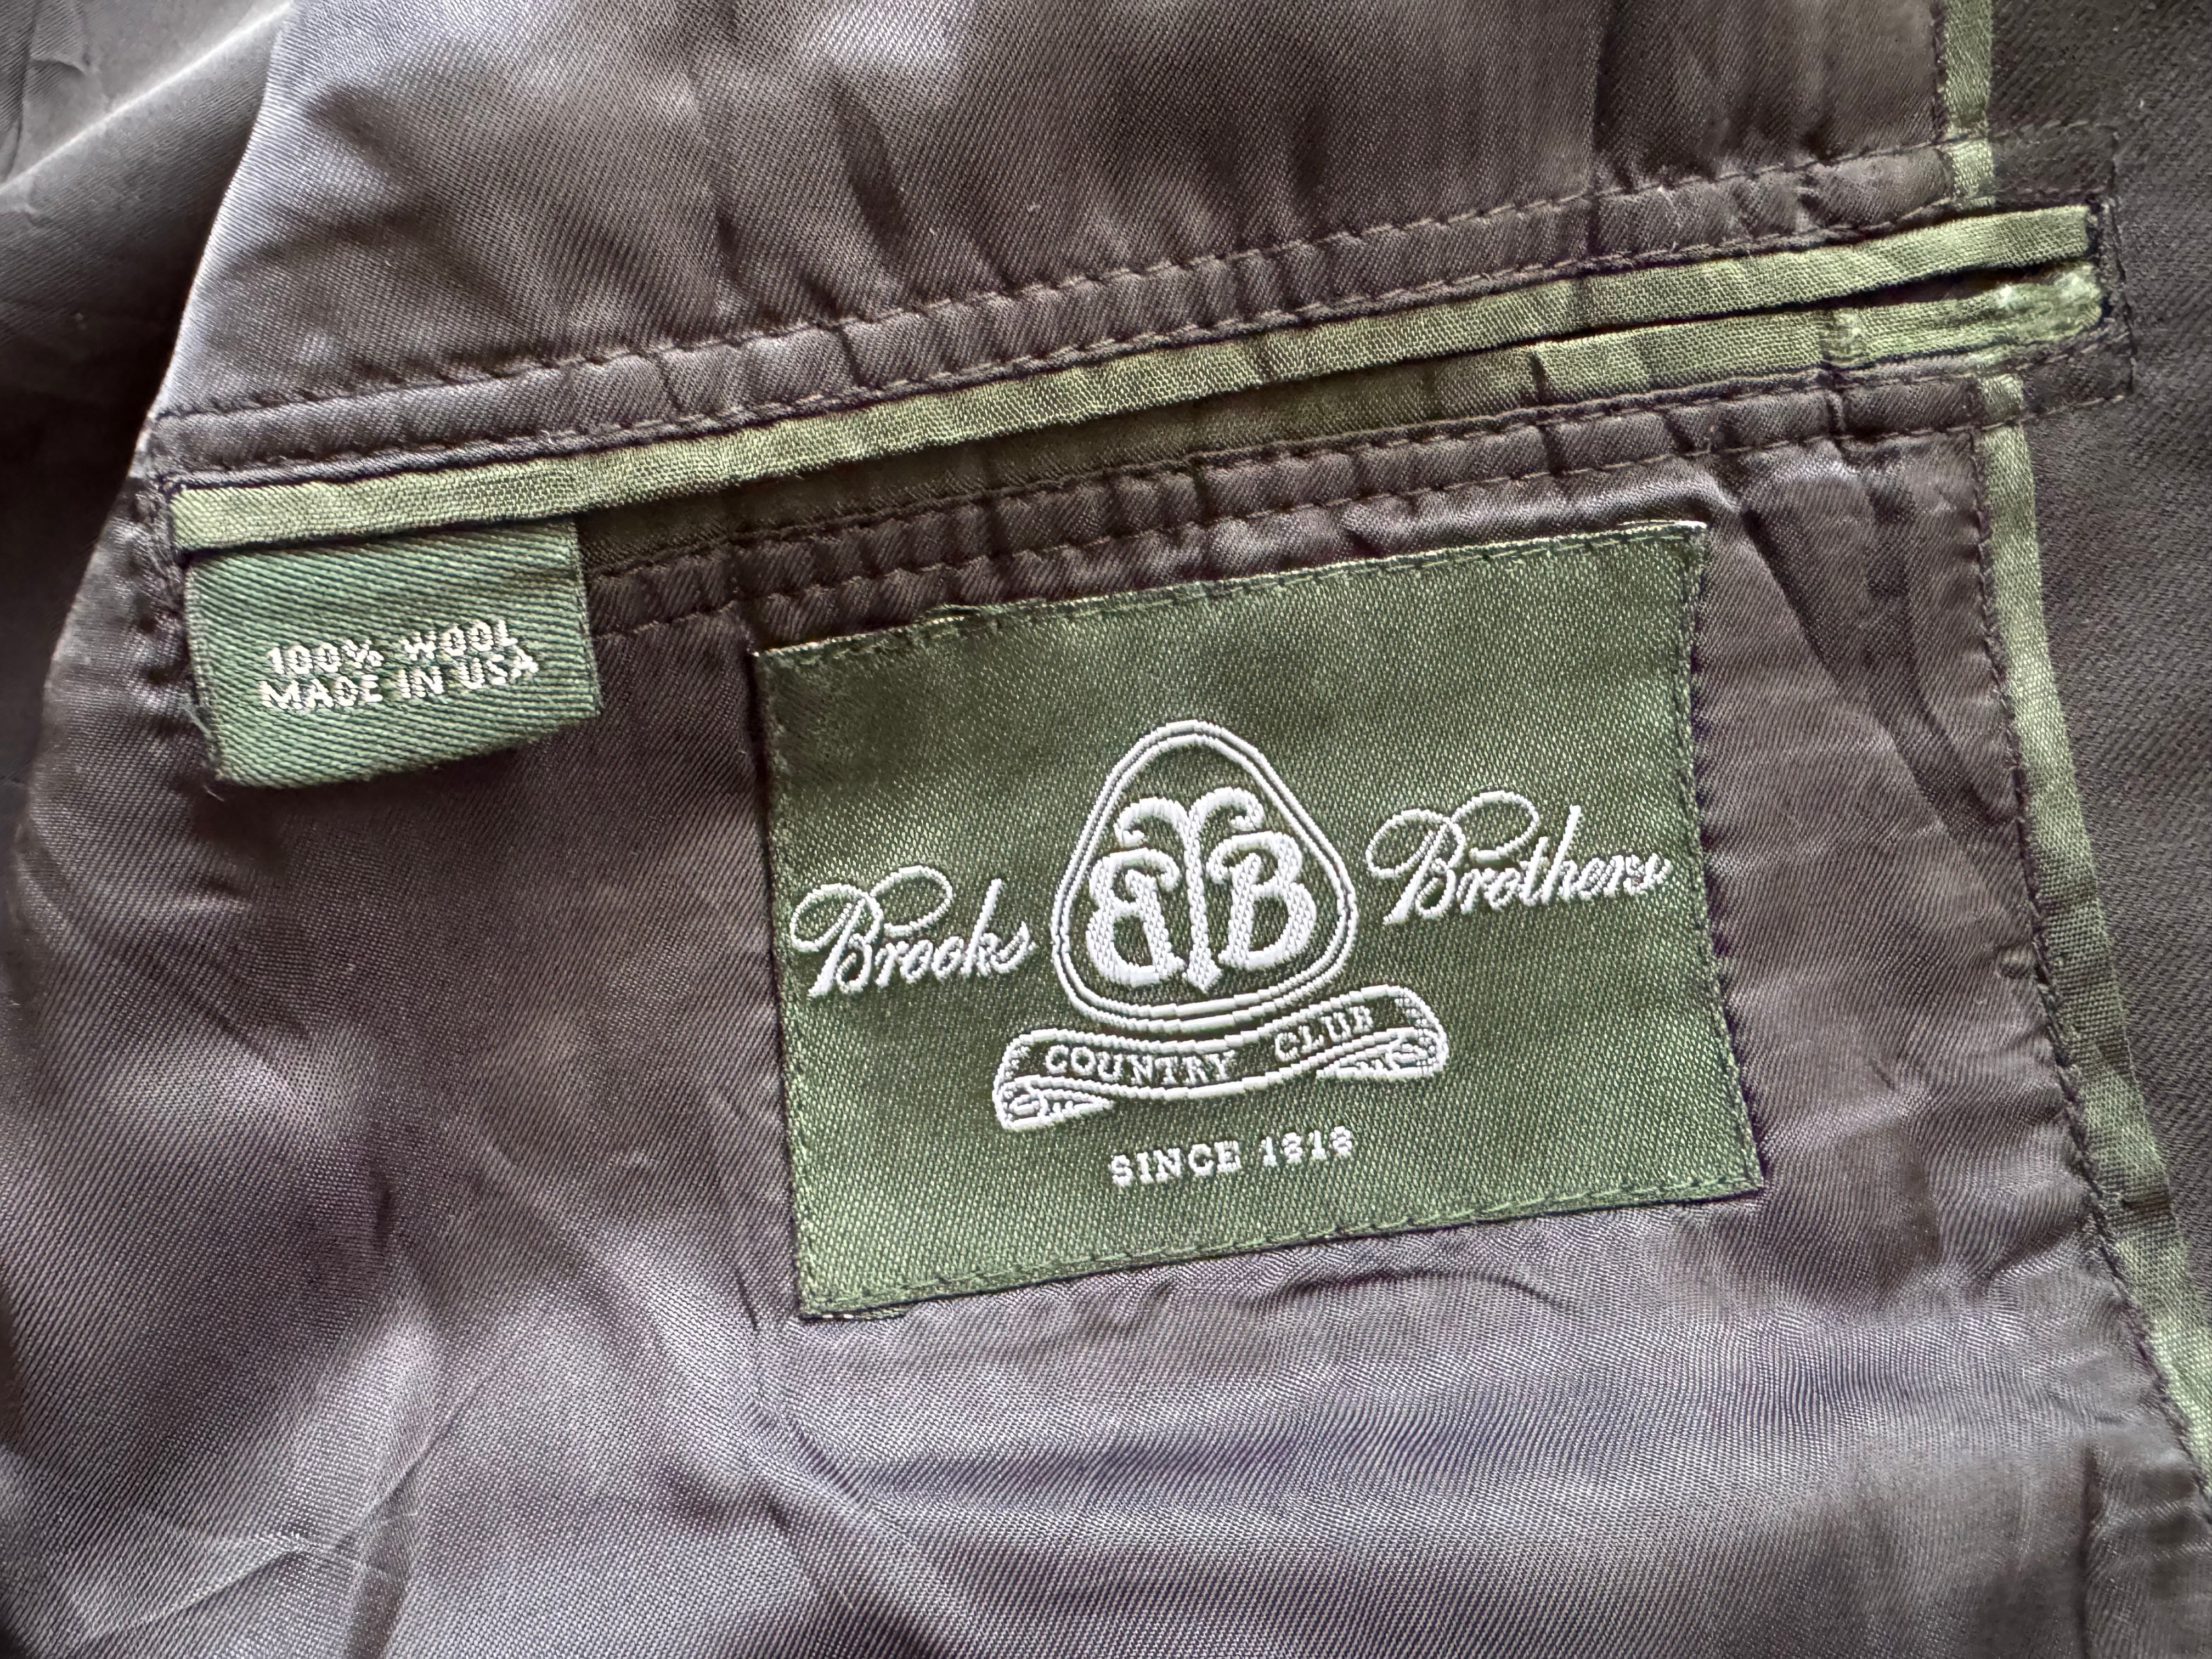 100% WOOL
MADE IN USA
Brooks BB Brothers
COUNTRY CLUB
SINCE 1818